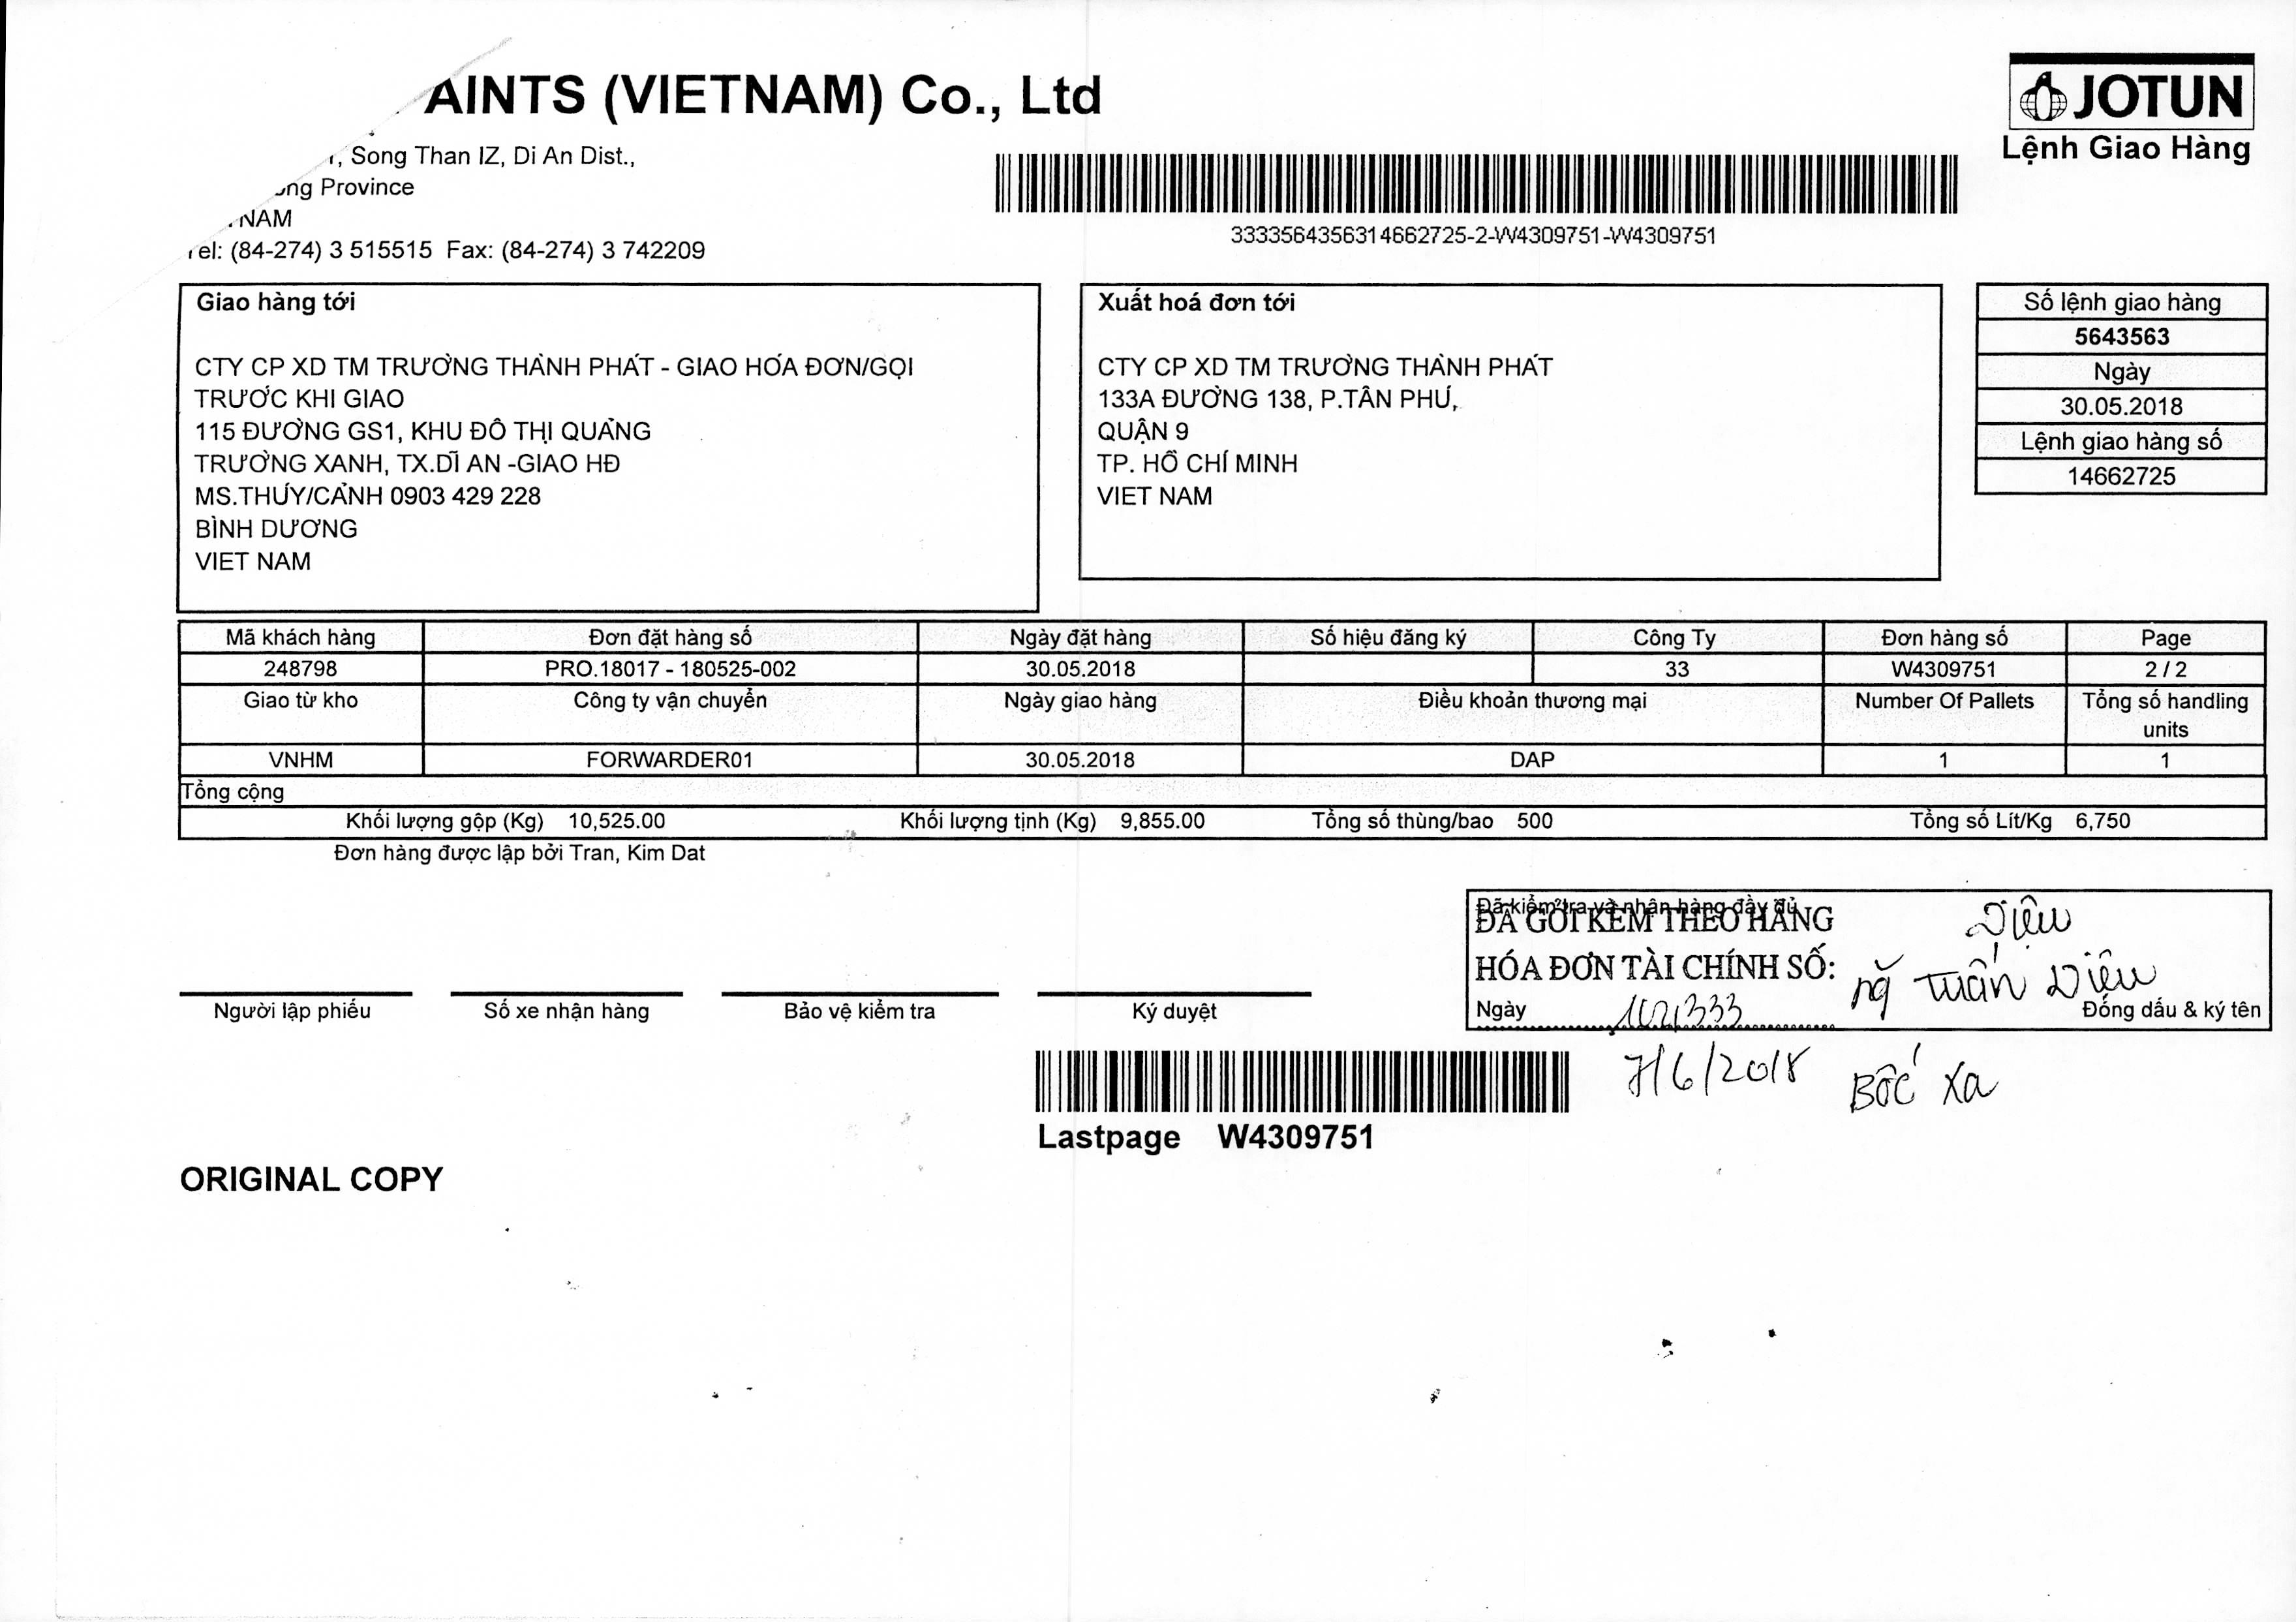 AINTS (VIETNAM) Co., Ltd
JOTUN
Lệnh Giao Hàng
, Song Than IZ, Di An Dist.,
ong Province
NAM
Tel: (84-274) 3 515515 Fax: (84-274) 3 742209
3333564356314662725-2-W4309751-W4309751
Giao hàng tới
CTY CP XD TM TRƯỜNG THÀNH PHÁT - GIAO HÓA ĐƠN/GỌI
TRƯỚC KHI GIAO
115 ĐƯỜNG GS1, KHU ĐÔ THỊ QUẢNG
TRƯỜNG XANH, TX.DĨ AN -GIAO HĐ
MS.THÚY/CẢNH 0903 429 228
BÌNH DƯƠNG
VIET NAM
Xuất hoá đơn tới
CTY CP XD TM TRƯỜNG THÀNH PHÁT
133A ĐƯỜNG 138, P.TÂN PHÚ,
QUẬN 9
TP. HỒ CHÍ MINH
VIET NAM
Số lệnh giao hàng
5643563
Ngày
30.05.2018
Lệnh giao hàng số
14662725
Mã khách hàng Đơn đặt hàng số Ngày đặt hàng Số hiệu đăng ký Công Ty Đơn hàng số Page
248798 PRO.18017 - 180525-002 30.05.2018 33 W4309751 2 / 2
Giao từ kho Công ty vận chuyển Ngày giao hàng Điều khoản thương mại Number Of Pallets Tổng số handling
units
VNHM FORWARDER01 30.05.2018 DAP 1 1
Tổng cộng
Khối lượng gộp (Kg) 10,525.00 Khối lượng tịnh (Kg) 9,855.00 Tổng số thùng/bao 500 Tổng số Lít/Kg 6,750
Đơn hàng được lập bởi Tran, Kim Dat
Đã kiểm tra và nhận hàng đầy đủ
ĐÃ GỞI KÈM THEO HÀNG
Diệu
HÓA ĐƠN TÀI CHÍNH SỐ:
Tuấn Diệu
Ngày
Đóng dấu & ký tên
Người lập phiếu Số xe nhận hàng Bảo vệ kiểm tra Ký duyệt
7/6/2018
Bốc Xa
Lastpage W4309751
ORIGINAL COPY